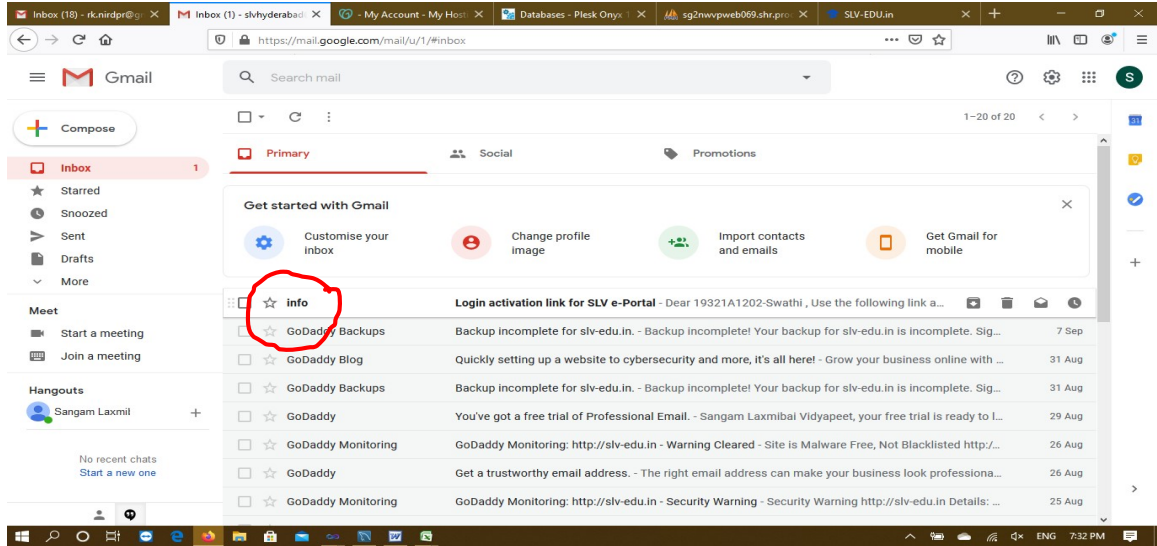 Inbox (18) - rk.nirdpr@gr
Inbox (1) - slvhyderabad
- My Account - My Host
Databases - Plesk Onyx 1
sg2nwvpweb069.shr.pro
SLV-EDU.in
https://mail.google.com/mail/u/1/#inbox
Gmail
Search mail
S
Compose
1–20 of 20
31
Primary
Social
Promotions
Inbox 1
Starred
Snoozed
Sent
Drafts
More
Get started with Gmail
Customise your inbox
Change profile image
Import contacts and emails
Get Gmail for mobile
info Login activation link for SLV e-Portal - Dear 19321A1202-Swathi , Use the following link a...
GoDaddy Backups Backup incomplete for slv-edu.in. - Backup incomplete! Your backup for slv-edu.in is incomplete. Sig... 7 Sep
GoDaddy Blog Quickly setting up a website to cybersecurity and more, it's all here! - Grow your business online with ... 31 Aug
GoDaddy Backups Backup incomplete for slv-edu.in. - Backup incomplete! Your backup for slv-edu.in is incomplete. Sig... 31 Aug
GoDaddy You've got a free trial of Professional Email. - Sangam Laxmibai Vidyapeet, your free trial is ready to l... 29 Aug
GoDaddy Monitoring GoDaddy Monitoring: http://slv-edu.in - Warning Cleared - Site is Malware Free, Not Blacklisted http:/... 26 Aug
GoDaddy Get a trustworthy email address. - The right email address can make your business look professiona... 26 Aug
GoDaddy Monitoring GoDaddy Monitoring: http://slv-edu.in - Security Warning - Security Warning http://slv-edu.in Details: ... 25 Aug
Meet
Start a meeting
Join a meeting
Hangouts
Sangam Laxmil
No recent chats
Start a new one
ENG 7:32 PM